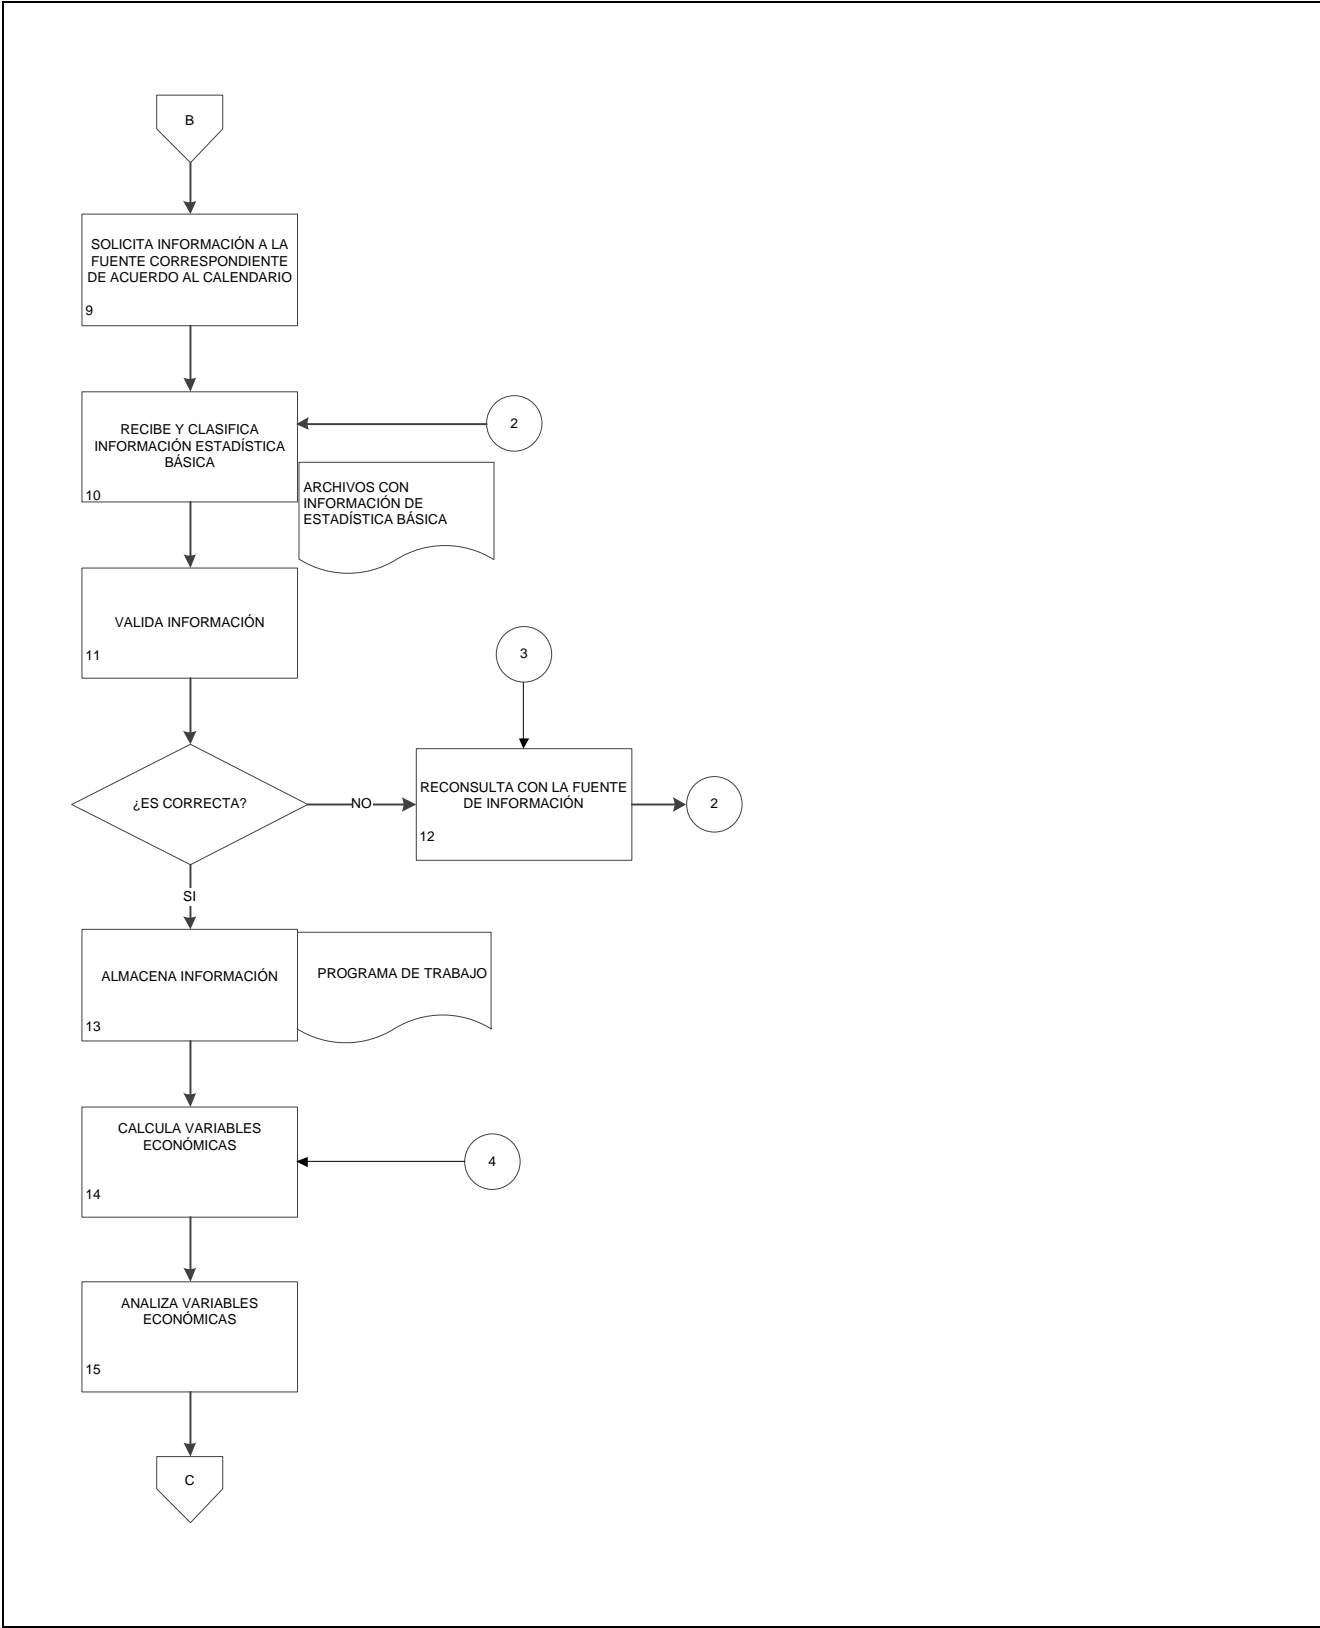 B
SOLICITA INFORMACIÓN A LA
FUENTE CORRESPONDIENTE
DE ACUERDO AL CALENDARIO
9
RECIBE Y CLASIFICA
INFORMACIÓN ESTADÍSTICA
BÁSICA
10
2
ARCHIVOS CON
INFORMACIÓN DE
ESTADÍSTICA BÁSICA
VALIDA INFORMACIÓN
11
3
¿ES CORRECTA?
NO
RECONSULTA CON LA FUENTE
DE INFORMACIÓN
12
2
SI
ALMACENA INFORMACIÓN
13
PROGRAMA DE TRABAJO
CALCULA VARIABLES
ECONÓMICAS
14
4
ANALIZA VARIABLES
ECONÓMICAS
15
C